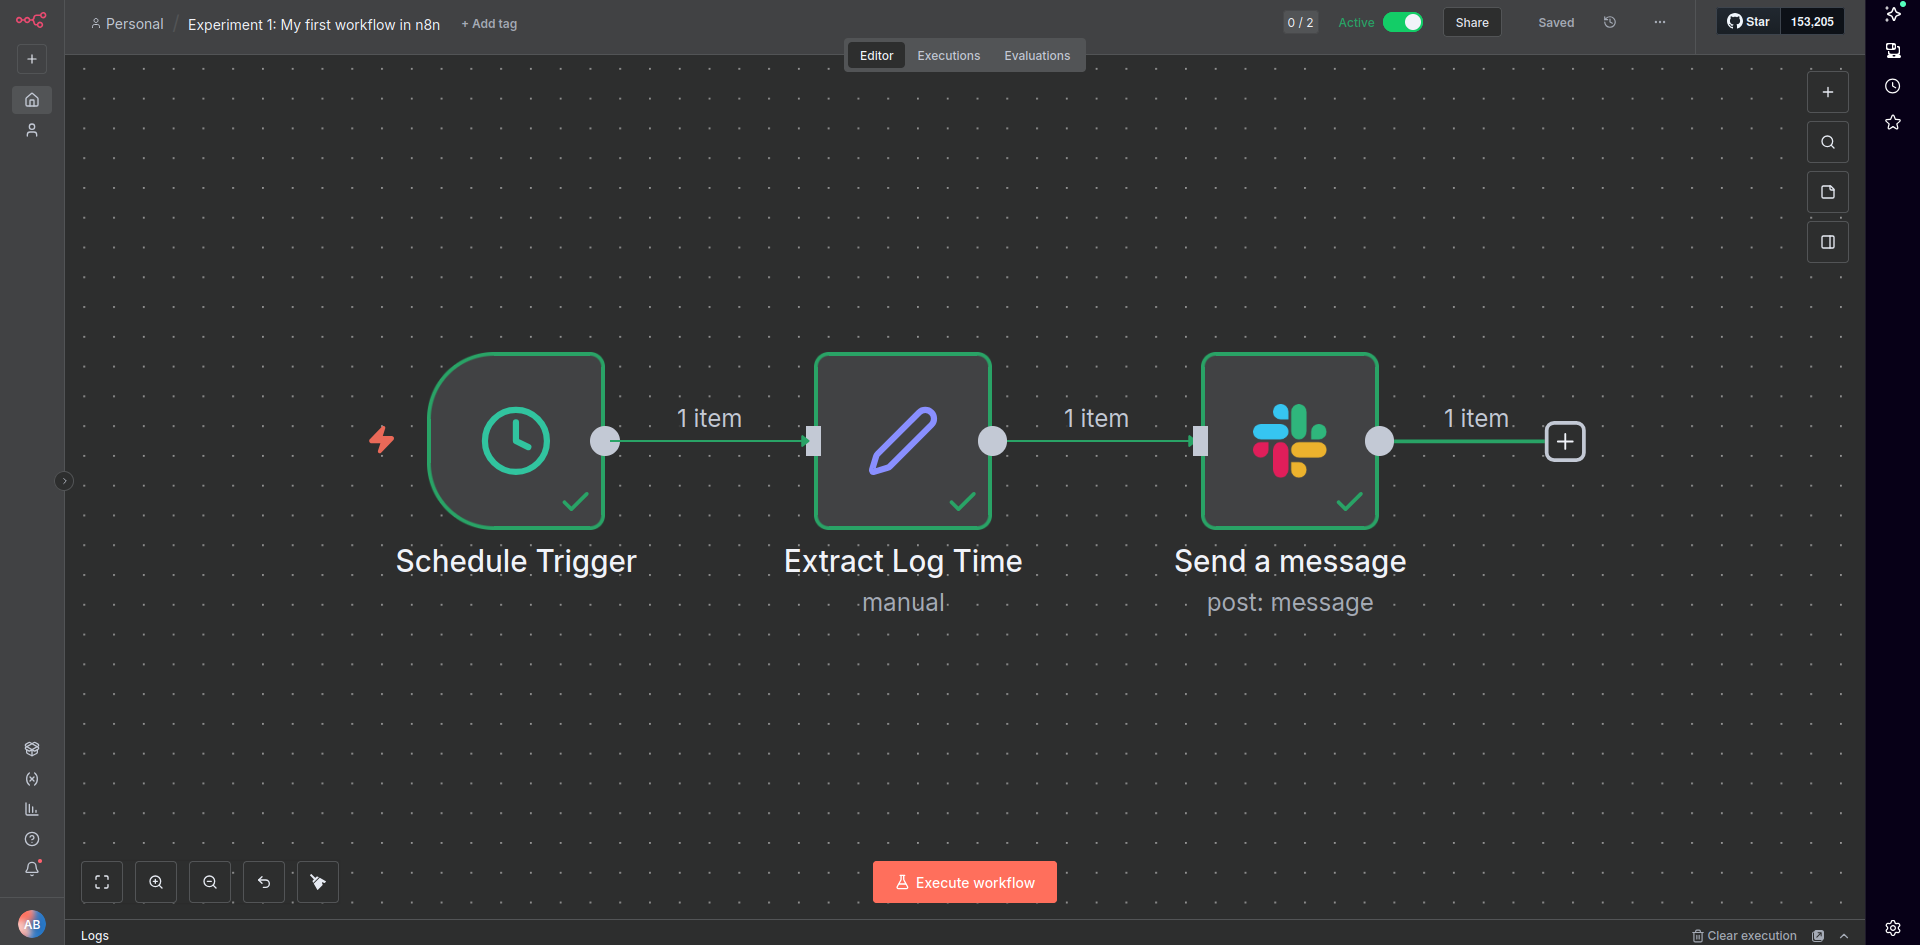 Personal / Experiment 1: My first workflow in n8n + Add tag
0 / 2 Active Share Saved ... Star 153,205
Editor Executions Evaluations
1 item 1 item 1 item
Schedule Trigger Extract Log Time Send a message
manual post: message
Execute workflow
AB
Logs Clear execution